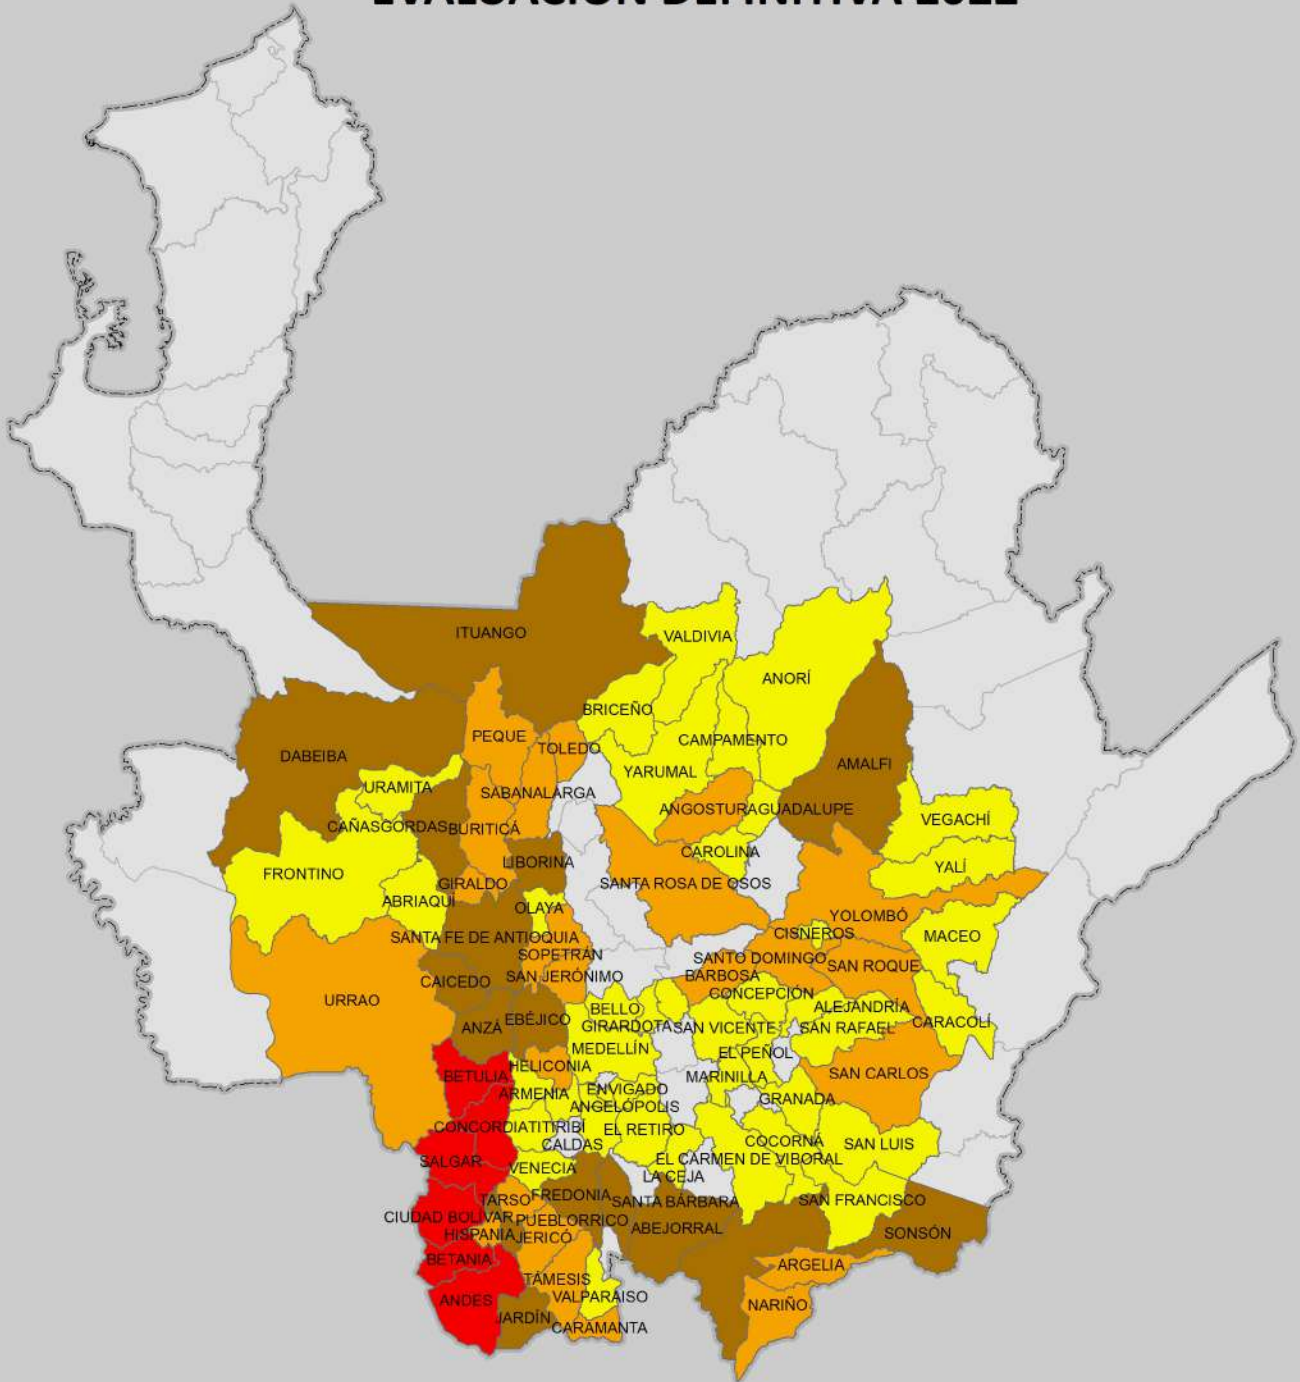 EVALUACIÓN DEFINITIVA 2022
ITUANGO
VALDIVIA
ANORÍ
BRICEÑO
PEQUE
TOLEDO
CAMPAMENTO
DABEIBA
AMALFI
YARUMAL
URAMITA
SABANALARGA
ANGOSTURA
GUADALUPE
VEGACHÍ
CAÑASGORDAS
BURITICÁ
CAROLINA
LIBORINA
YALÍ
FRONTINO
GIRALDO
SANTA ROSA DE OSOS
ABRIAQUÍ
OLAYA
YOLOMBÓ
CISNEROS
SANTA FE DE ANTIOQUIA
MACEO
SOPETRÁN
SANTO DOMINGO
SAN ROQUE
SAN JERÓNIMO
BARBOSA
CAICEDO
CONCEPCIÓN
URRAO
BELLO
ALEJANDRÍA
EBÉJICO
CARACOLÍ
ANZÁ
GIRARDOTA
SAN VICENTE
SAN RAFAEL
MEDELLÍN
EL PEÑOL
HELICONIA
SAN CARLOS
BETULIA
MARINILLA
ENVIGADO
ARMENIA
GRANADA
ANGELÓPOLIS
CONCORDIA
TITIRIBÍ
EL RETIRO
CALDAS
COCORNÁ
SAN LUIS
SALGAR
EL CARMEN DE VIBORAL
VENECIA
LA CEJA
TARSO
FREDONIA
SANTA BÁRBARA
SAN FRANCISCO
CIUDAD BOLÍVAR
PUEBLORRICO
ABEJORRAL
HISPANIA
JERICÓ
SONSÓN
BETANIA
ARGELIA
TÁMESIS
ANDES
VALPARAÍSO
NARIÑO
JARDÍN
CARAMANTA